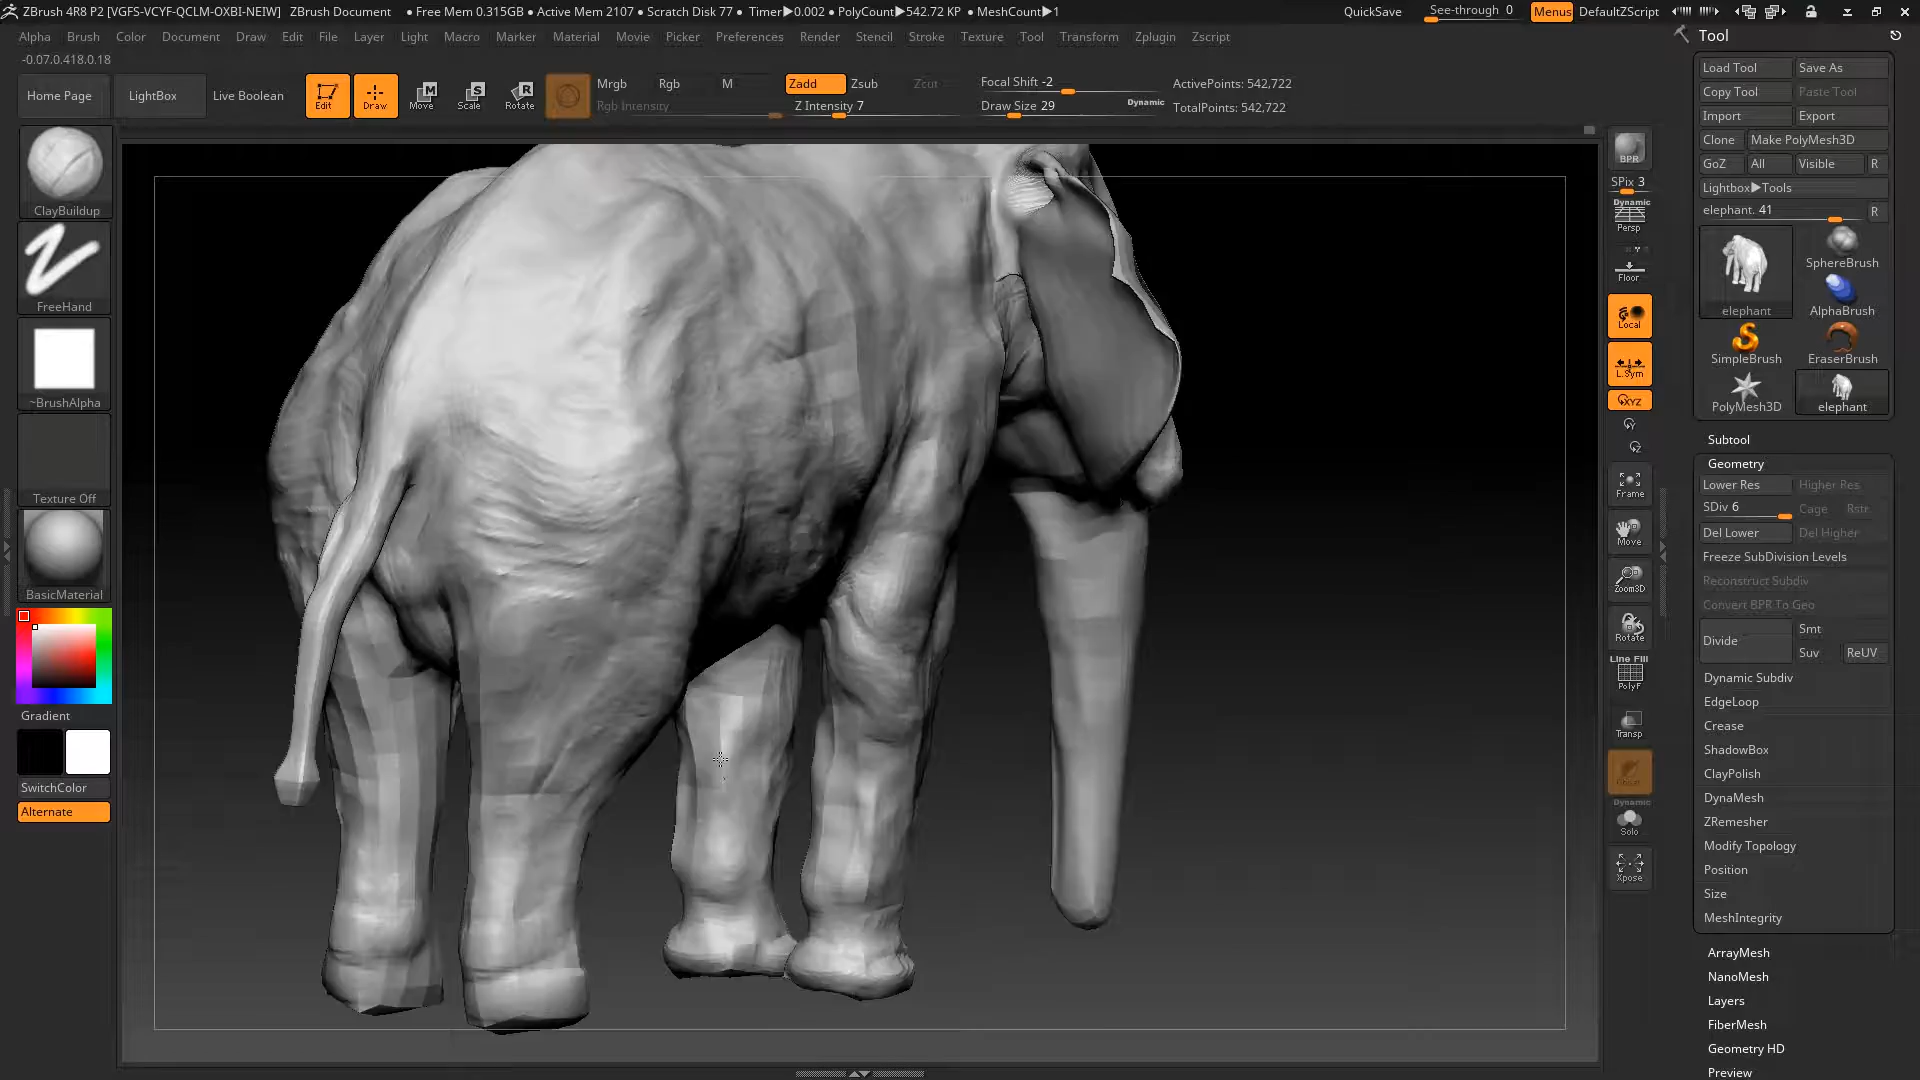 ZBrush 4R8 P2 [VGFS-VCYF-QCLM-OXBI-NEIW] ZBrush Document • Free Mem 0.315GB • Active Mem 2107 • Scratch Disk 77 • Timer▶0.002 • PolyCount▶542.72 KP • MeshCount▶1 QuickSave See-through 0 Menus DefaultZScript
Alpha Brush Color Document Draw Edit File Layer Light Macro Marker Material Movie Picker Preferences Render Stencil Stroke Texture Tool Transform Zplugin Zscript
-0.07.0.418.0.18
Home Page LightBox Live Boolean Edit Draw Move Scale Rotate
Mrgb Rgb M Zadd Zsub Zcut Focal Shift -2 ActivePoints: 542,722
Rgb Intensity Z Intensity 7 Draw Size 29 Dynamic TotalPoints: 542,722
ClayBuildup
FreeHand
~BrushAlpha
Texture Off
BasicMaterial
Gradient
SwitchColor
Alternate
BPR
SPix 3
Dynamic
Persp
Floor
Local
L.Sym
XYZ
Y
Z
Frame
Move
Zoom3D
Rotate
Line Fill
PolyF
Transp
Dynamic
Solo
Xpose
Tool
Load Tool Save As
Copy Tool Paste Tool
Import Export
Clone Make PolyMesh3D
GoZ All Visible R
Lightbox▶Tools
elephant. 41 R
elephant SphereBrush
AlphaBrush
SimpleBrush EraserBrush
PolyMesh3D elephant
Subtool
Geometry
Lower Res Higher Res
SDiv 6 Cage Rstr
Del Lower Del Higher
Freeze SubDivision Levels
Reconstruct Subdiv
Convert BPR To Geo
Divide Smt
Suv ReUV
Dynamic Subdiv
EdgeLoop
Crease
ShadowBox
ClayPolish
DynaMesh
ZRemesher
Modify Topology
Position
Size
MeshIntegrity
ArrayMesh
NanoMesh
Layers
FiberMesh
Geometry HD
Preview